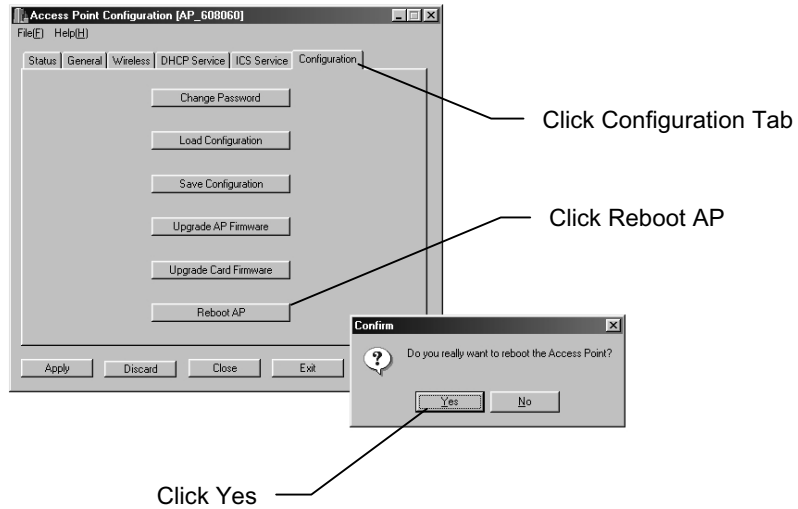 Access Point Configuration [AP_608060]
File(F) Help(H)
Status General Wireless DHCP Service ICS Service Configuration
Change Password
Click Configuration Tab
Load Configuration
Save Configuration
Upgrade AP Firmware
Click Reboot AP
Upgrade Card Firmware
Reboot AP
Confirm
Do you really want to reboot the Access Point?
Apply Discard Close Exit
Yes No
Click Yes